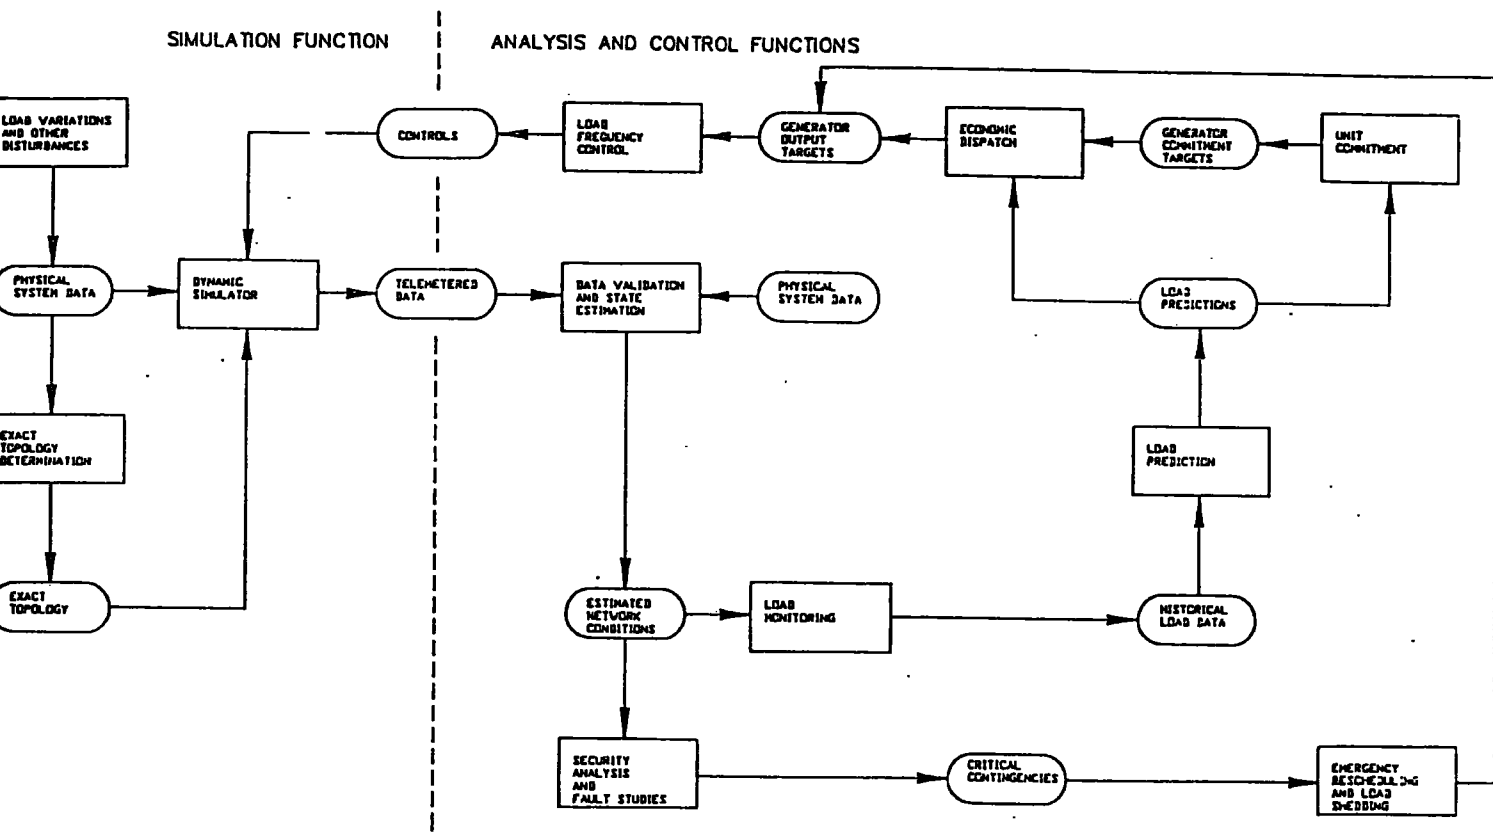 SIMULATION FUNCTION
ANALYSIS AND CONTROL FUNCTIONS
LOAD VARIATIONS
AND OTHER
DISTURBANCES
CONTROLS
LOAD
FREQUENCY
CONTROL
GENERATOR
OUTPUT
TARGETS
ECONOMIC
DISPATCH
GENERATOR
COMMITMENT
TARGETS
UNIT
COMMITMENT
PHYSICAL
SYSTEM DATA
DYNAMIC
SIMULATOR
TELEMETERED
DATA
DATA VALIDATION
AND STATE
ESTIMATION
PHYSICAL
SYSTEM DATA
LOAD
PREDICTIONS
EXACT
TOPOLOGY
DETERMINATION
LOAD
PREDICTION
EXACT
TOPOLOGY
ESTIMATED
NETWORK
CONDITIONS
LOAD
MONITORING
HISTORICAL
LOAD DATA
SECURITY
ANALYSIS
AND
FAULT STUDIES
CRITICAL
CONTINGENCIES
EMERGENCY
RESCHEDULING
AND LOAD
SHEDDING